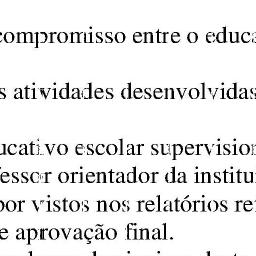 compromisso entre o educa
s atividades desenvolvidas
ucativo escolar supervision
fessor orientador da institu
por vistos nos relatórios re
e aprovação final.